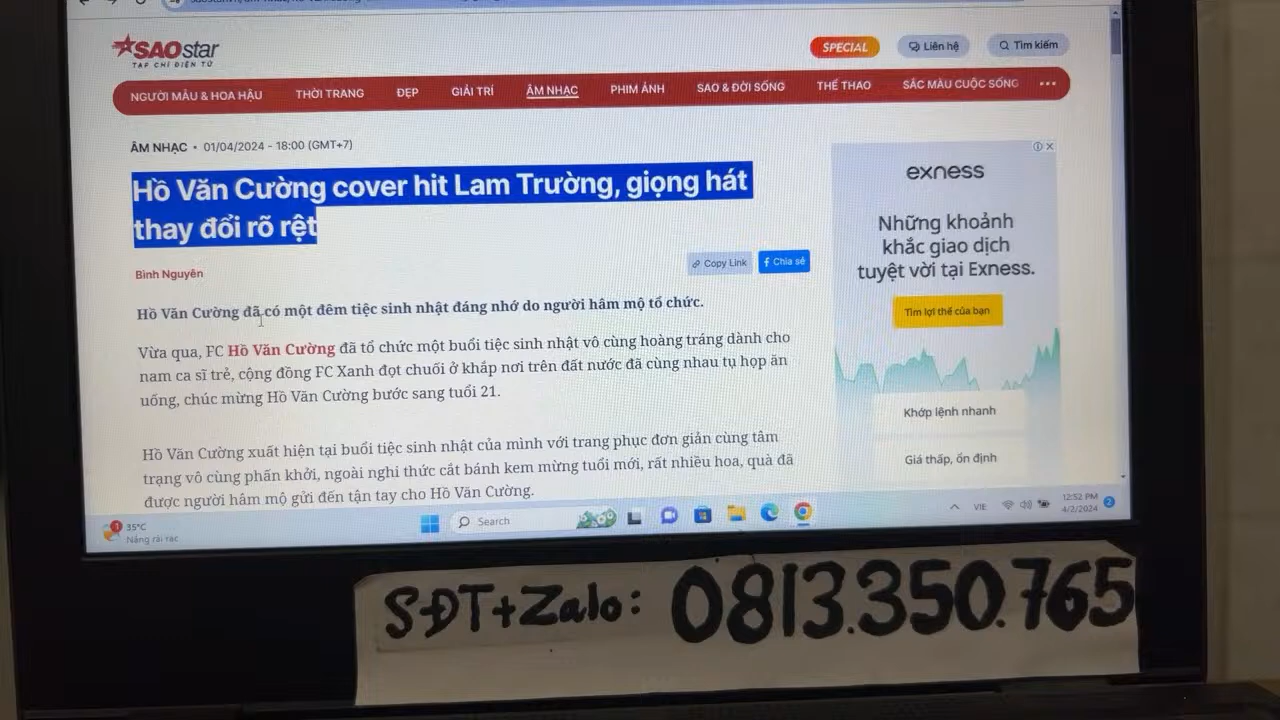 SAOstar
TẠP CHÍ ĐIỆN TỬ
SPECIAL
Liên hệ
Tìm kiếm
NGƯỜI MẪU & HOA HẬU THỜI TRANG ĐẸP GIẢI TRÍ ÂM NHẠC PHIM ẢNH SAO & ĐỜI SỐNG THỂ THAO SẮC MÀU CUỘC SỐNG
ÂM NHẠC • 01/04/2024 - 18:00 (GMT+7)
Hồ Văn Cường cover hit Lam Trường, giọng hát
thay đổi rõ rệt
Bình Nguyên
Copy Link
Chia sẻ
Hồ Văn Cường đã có một đêm tiệc sinh nhật đáng nhớ do người hâm mộ tổ chức.
Vừa qua, FC Hồ Văn Cường đã tổ chức một buổi tiệc sinh nhật vô cùng hoàng tráng dành cho
nam ca sĩ trẻ, cộng đồng FC Xanh đọt chuối ở khắp nơi trên đất nước đã cùng nhau tụ họp ăn
uống, chúc mừng Hồ Văn Cường bước sang tuổi 21.
Hồ Văn Cường xuất hiện tại buổi tiệc sinh nhật của mình với trang phục đơn giản cùng tâm
trạng vô cùng phấn khởi, ngoài nghi thức cắt bánh kem mừng tuổi mới, rất nhiều hoa, quà đã
được người hâm mộ gửi đến tận tay cho Hồ Văn Cường.
exness
Những khoảnh
khắc giao dịch
tuyệt vời tại Exness.
Tìm lợi thế của bạn
Khớp lệnh nhanh
Giá thấp, ổn định
1
35°C
Nắng rải rác
Search
VIE
12:52 PM
4/2/2024
2
SĐT+Zalo: 0813.350.765